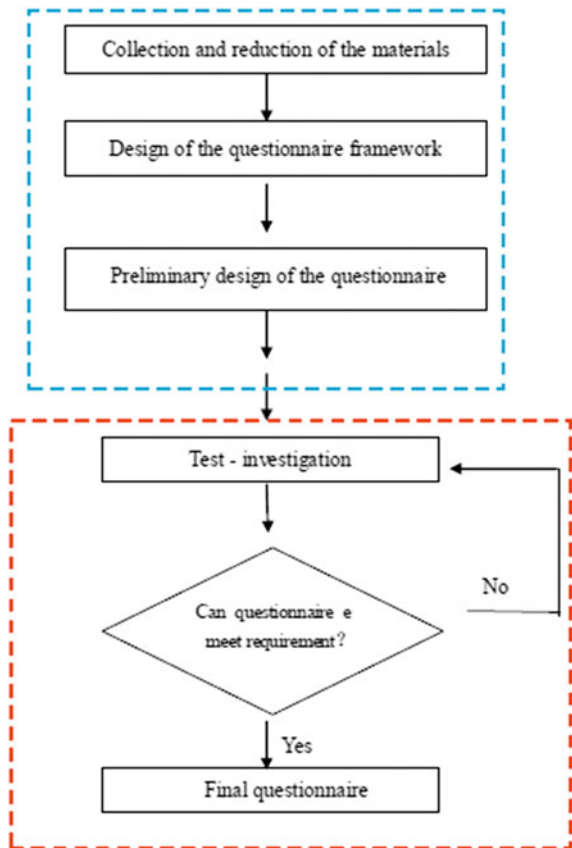 Collection and reduction of the materials
Design of the questionnaire framework
Preliminary design of the questionnaire
Test - investigation
Can questionnaire e
meet requirement?
No
Yes
Final questionnaire